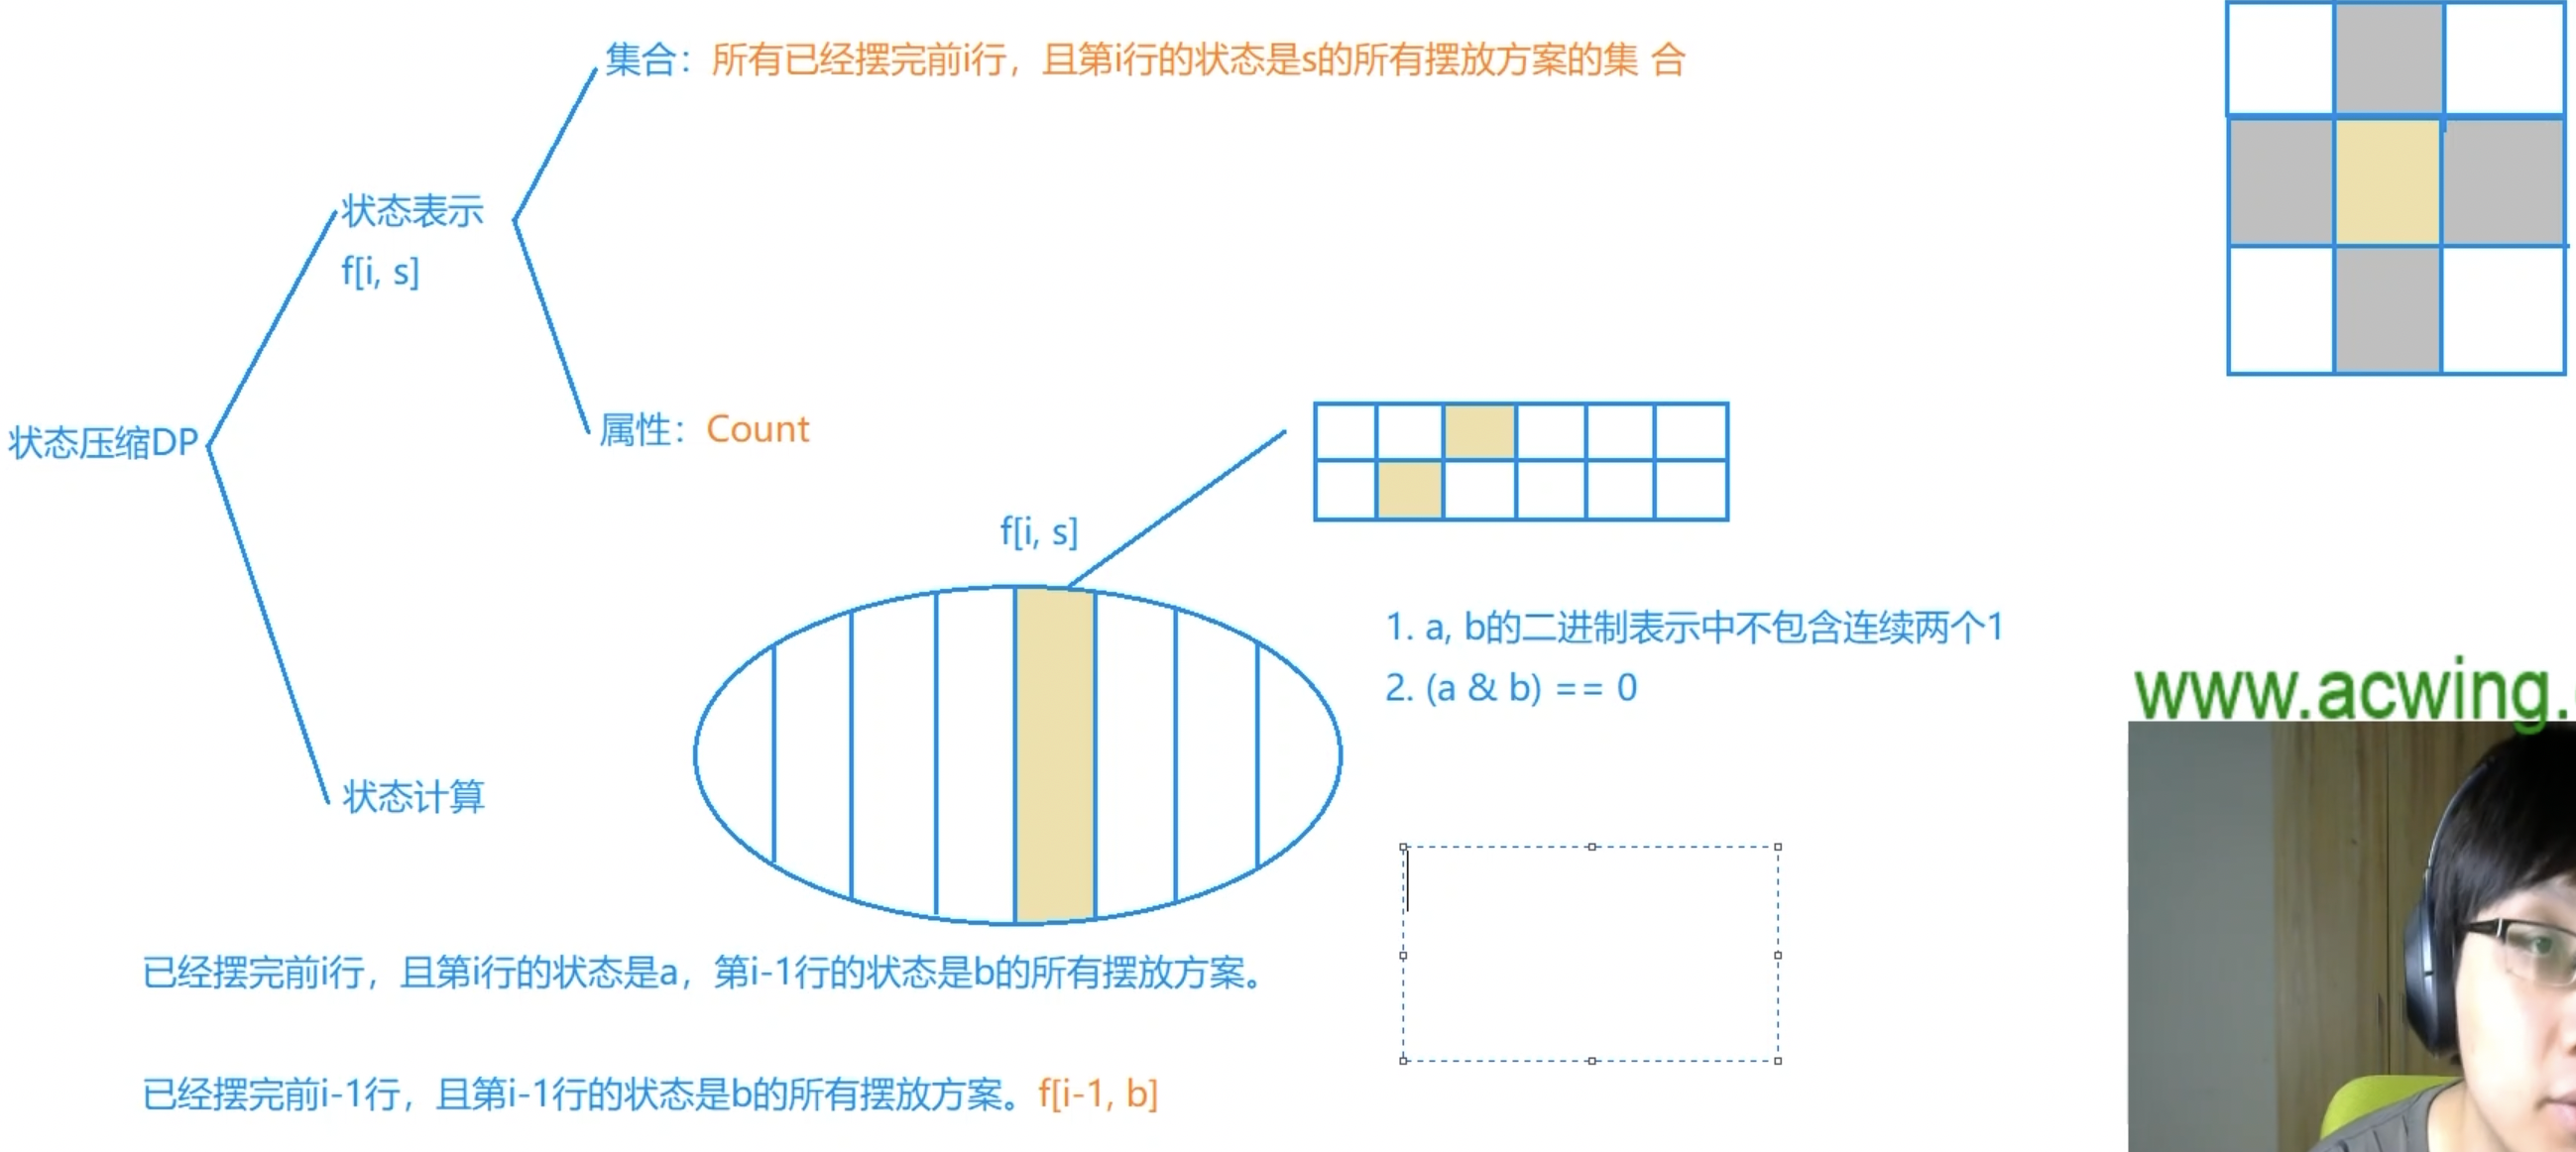 集合：所有已经摆完前i行，且第i行的状态是s的所有摆放方案的集 合
状态表示
f[i, s]
状态压缩DP
属性：Count
f[i, s]
1. a, b的二进制表示中不包含连续两个1
2. (a & b) == 0
www.acwing.
状态计算
已经摆完前i行，且第i行的状态是a，第i-1行的状态是b的所有摆放方案。
已经摆完前i-1行，且第i-1行的状态是b的所有摆放方案。f[i-1, b]